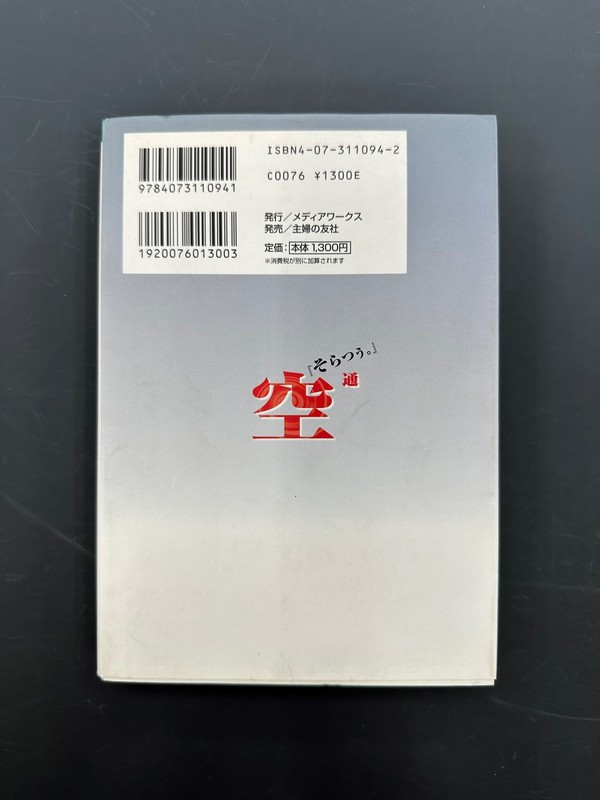 ISBN4-07-311094-2
9784073110941
C0076 ¥1300E
1920076013003
発行／メディアワークス
発売／主婦の友社
定価：本体1,300円
※消費税が別に加算されます
『そらつう。』
空
通